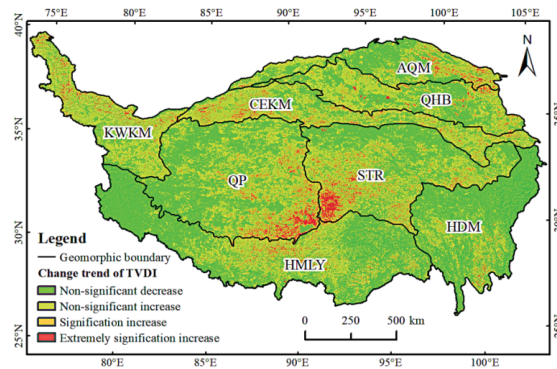 75°E 80°E 85°E 90°E 95°E 100°E 105°E
40°N
N
AQM
QHB
CEKM
KWKM
33°N
QP
STR
HDM
30°N
HMLY
Legend
Geomorphic boundary
Change trend of TVDI
Non-significant decrease
Non-significant increase
Signification increase
Extremely signification increase
0 250 500 km
25°N
80°E 85°E 90°E 95°E 100°E